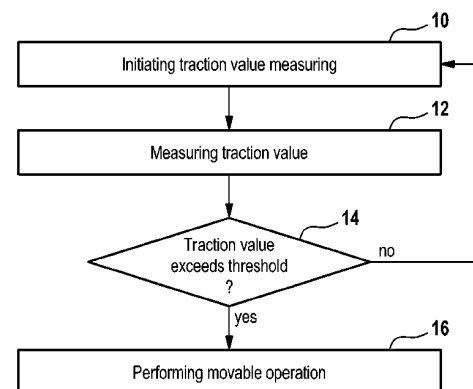 10
Initiating traction value measuring
12
Measuring traction value
14
Traction value
exceeds threshold
?
no
yes
16
Performing movable operation